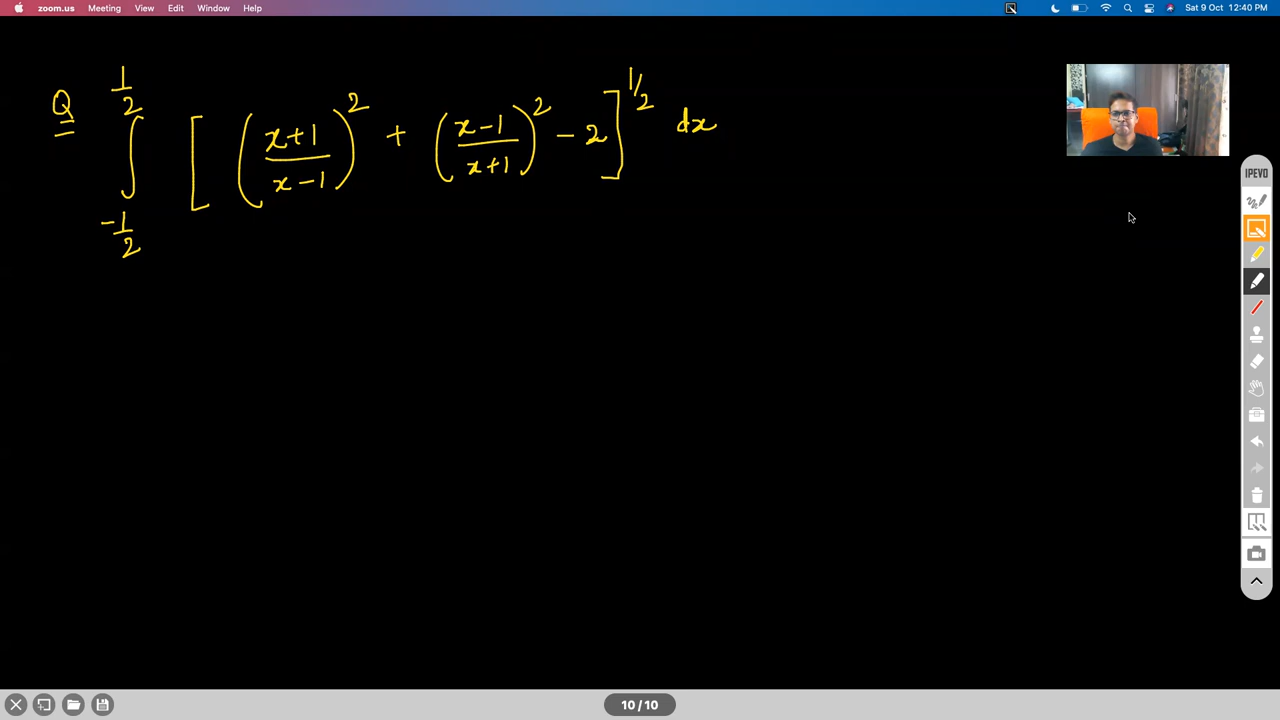 zoom.us Meeting View Edit Window Help Sat 9 Oct 12:40 PM
Q ∫_{-1/2}^{1/2} [ ( (x+1)/(x-1) )^2 + ( (x-1)/(x+1) )^2 - 2 ]^{1/2} dx
IPEVO
10 / 10